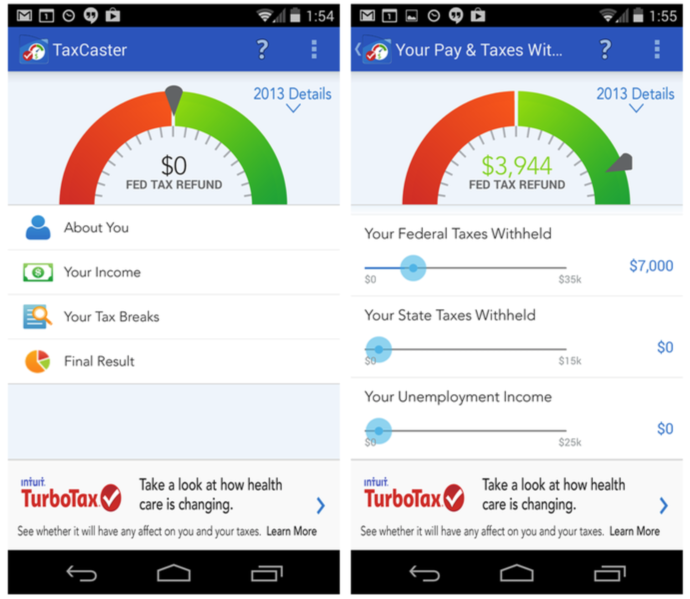 1:54
TaxCaster ?
2013 Details
$0
FED TAX REFUND
About You
Your Income
Your Tax Breaks
Final Result
intuit
TurboTax
Take a look at how health
care is changing.
See whether it will have any affect on you and your taxes. Learn More
1:55
Your Pay & Taxes Wit... ?
2013 Details
$3,944
FED TAX REFUND
Your Federal Taxes Withheld
$7,000
$0 $35k
Your State Taxes Withheld
$0
$0 $15k
Your Unemployment Income
$0
$0 $25k
intuit
TurboTax
Take a look at how health
care is changing.
See whether it will have any affect on you and your taxes. Learn More